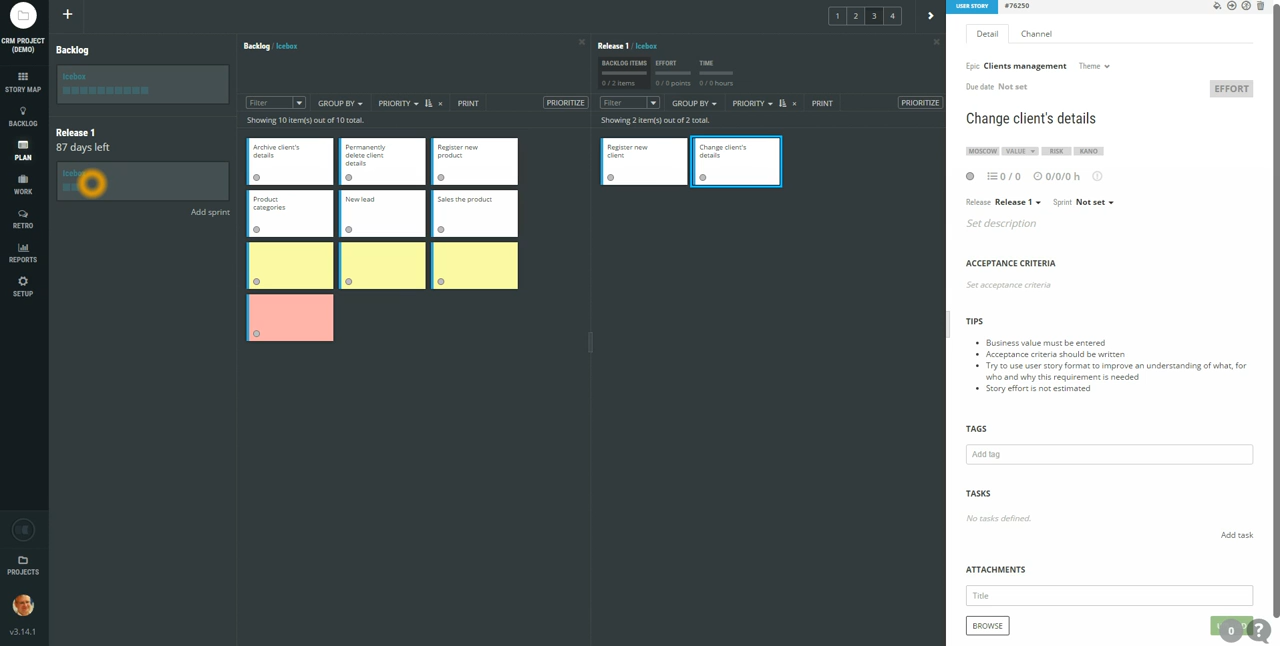 CRM PROJECT
(DEMO)
STORY MAP
BACKLOG
PLAN
WORK
RETRO
REPORTS
SETUP
PROJECTS
v3.14.1
+
Backlog
Icebox
Release 1
87 days left
Add sprint
1 2 3 4
Backlog / Icebox
Filter GROUP BY PRIORITY × PRINT PRIORITIZE
Showing 10 item(s) out of 10 total.
Archive client's
details
Permanently
delete client
details
Register new
product
Product
categories
New lead
Sales the product
Release 1 / Icebox
BACKLOG ITEMS EFFORT TIME
0 / 2 items 0 / 0 points 0 / 0 hours
Filter GROUP BY PRIORITY × PRINT PRIORITIZE
Showing 2 item(s) out of 2 total.
Register new
client
Change client's
details
USER STORY #76250
Detail Channel
Epic Clients management Theme
Due date Not set
EFFORT
Change client's details
MOSCOW VALUE RISK KANO
0 / 0 0/0/0 h
Release Release 1 Sprint Not set
Set description
ACCEPTANCE CRITERIA
Set acceptance criteria
TIPS
• Business value must be entered
• Acceptance criteria should be written
• Try to use user story format to improve an understanding of what, for
who and why this requirement is needed
• Story effort is not estimated
TAGS
Add tag
TASKS
No tasks defined.
Add task
ATTACHMENTS
Title
BROWSE
0 ?